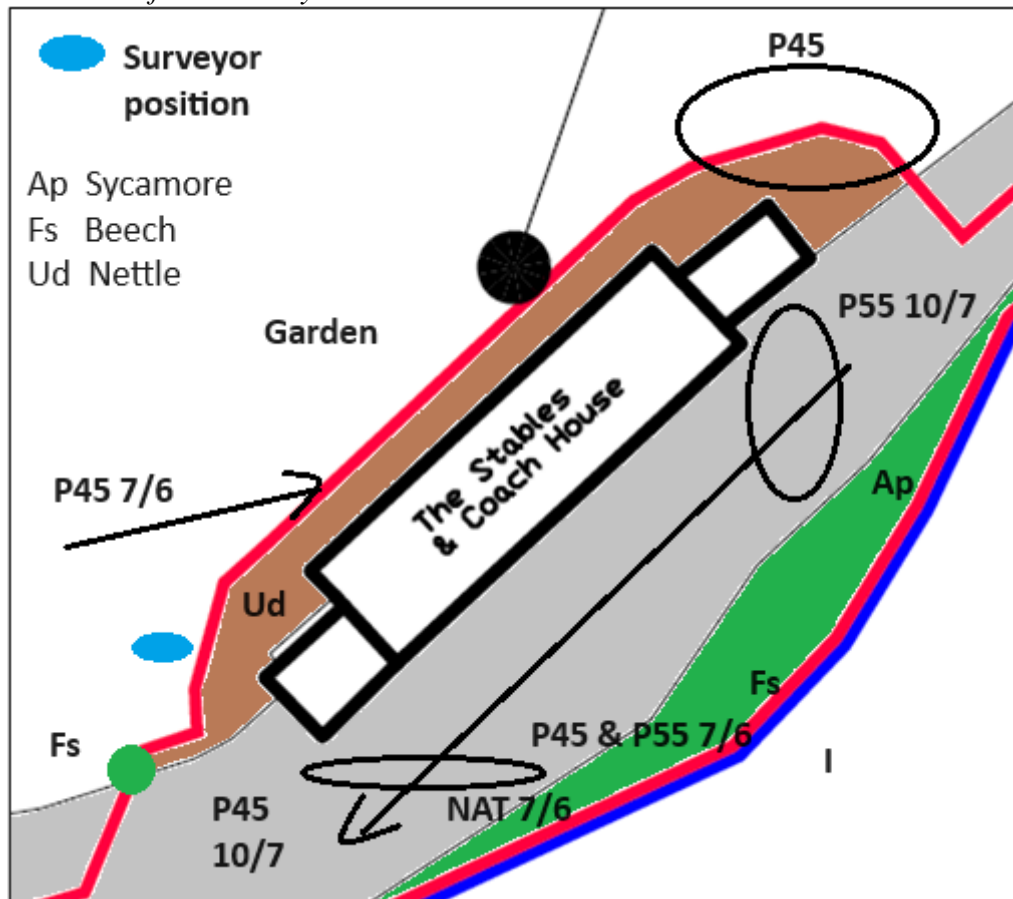 Surveyor
position
P45
Ap Sycamore
Fs Beech
Ud Nettle
Garden
P55 10/7
The Stables
& Coach House
P45 7/6
Ap
Ud
Fs
Fs
P45 & P55 7/6
I
P45
10/7
NAT 7/6